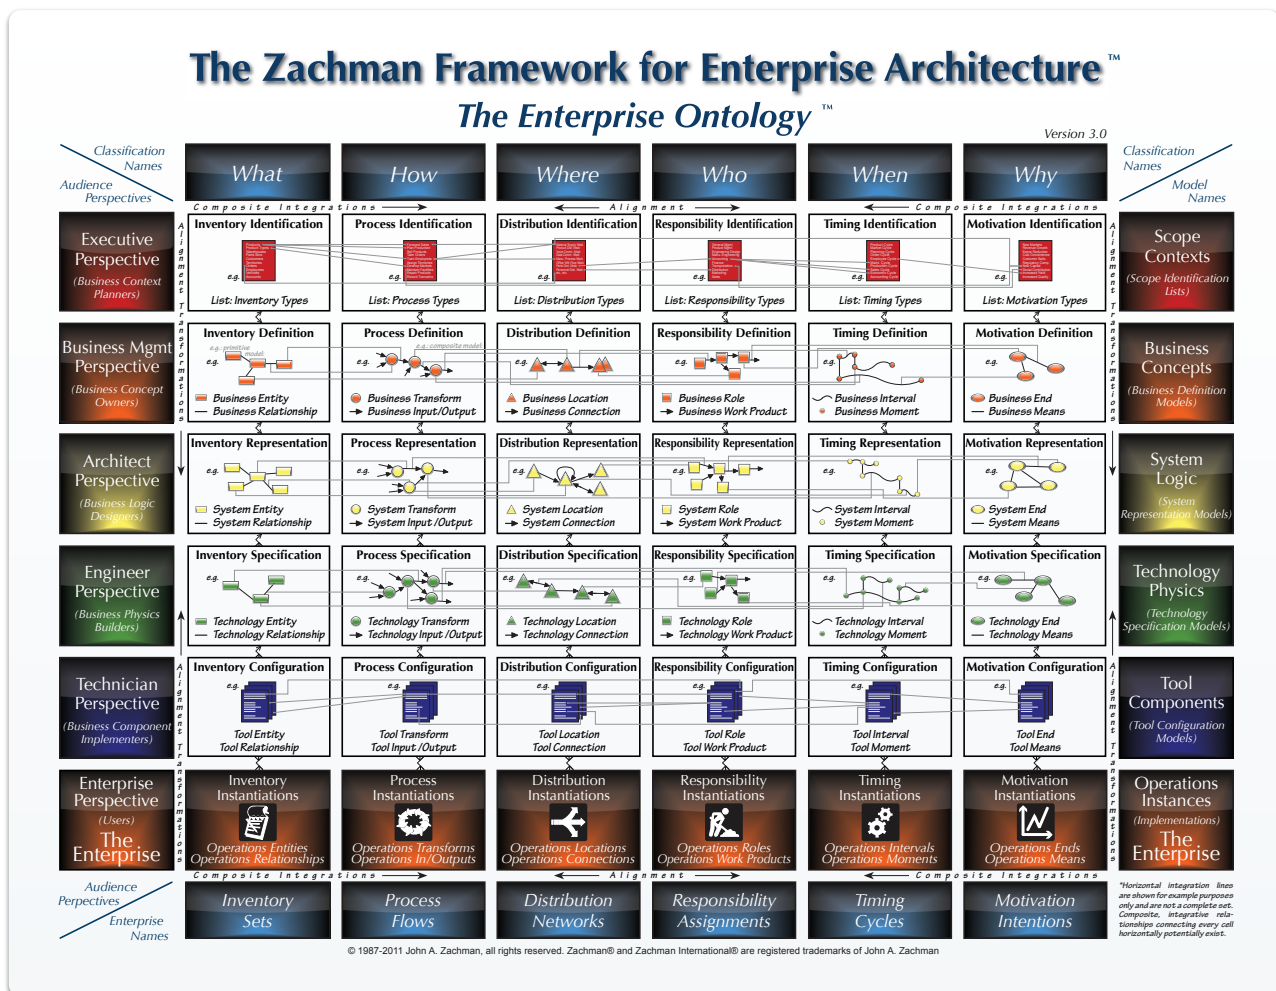 The Zachman Framework for Enterprise Architecture ™
The Enterprise Ontology ™
Version 3.0
Classification
Names
Audience
Perspectives
What
How
Where
Who
When
Why
Classification
Names
Model
Names
Composite Integrations
Alignment
Composite Integrations
Alignment
Transformations
Alignment
Transformations
Executive
Perspective
(Business Context
Planners)
Inventory Identification
e.g.
List: Inventory Types
Process Identification
e.g.
List: Process Types
Distribution Identification
e.g.
List: Distribution Types
Responsibility Identification
e.g.
List: Responsibility Types
Timing Identification
e.g.
List: Timing Types
Motivation Identification
e.g.
List: Motivation Types
Scope
Contexts
(Scope Identification
Lists)
Business Mgmt
Perspective
(Business Concept
Owners)
Inventory Definition
e.g.: primitive
model:
e.g.
Business Entity
Business Relationship
Process Definition
e.g.: composite model:
e.g.
Business Transform
Business Input/Output
Distribution Definition
e.g.
Business Location
Business Connection
Responsibility Definition
e.g.
Business Role
Business Work Product
Timing Definition
e.g.
Business Interval
Business Moment
Motivation Definition
e.g.
Business End
Business Means
Business
Concepts
(Business Definition
Models)
Architect
Perspective
(Business Logic
Designers)
Inventory Representation
e.g.
System Entity
System Relationship
Process Representation
e.g.
System Transform
System Input /Output
Distribution Representation
e.g.
System Location
System Connection
Responsibility Representation
e.g.
System Role
System Work Product
Timing Representation
e.g.
System Interval
System Moment
Motivation Representation
e.g.
System End
System Means
System
Logic
(System
Representation Models)
Engineer
Perspective
(Business Physics
Builders)
Inventory Specification
e.g.
Technology Entity
Technology Relationship
Process Specification
e.g.
Technology Transform
Technology Input /Output
Distribution Specification
e.g.
Technology Location
Technology Connection
Responsibility Specification
e.g.
Technology Role
Technology Work Product
Timing Specification
e.g.
Technology Interval
Technology Moment
Motivation Specification
e.g.
Technology End
Technology Means
Technology
Physics
(Technology
Specification Models)
Technician
Perspective
(Business Component
Implementers)
Inventory Configuration
e.g.
Tool Entity
Tool Relationship
Process Configuration
e.g.
Tool Transform
Tool Input /Output
Distribution Configuration
e.g.
Tool Location
Tool Connection
Responsibility Configuration
e.g.
Tool Role
Tool Work Product
Timing Configuration
e.g.
Tool Interval
Tool Moment
Motivation Configuration
e.g.
Tool End
Tool Means
Tool
Components
(Tool Configuration
Models)
Alignment
Transformations
Alignment
Transformations
Enterprise
Perspective
(Users)
The
Enterprise
Inventory
Instantiations
Operations Entities
Operations Relationships
Process
Instantiations
Operations Transforms
Operations In/Outputs
Distribution
Instantiations
Operations Locations
Operations Connections
Responsibility
Instantiations
Operations Roles
Operations Work Products
Timing
Instantiations
Operations Intervals
Operations Moments
Motivation
Instantiations
Operations Ends
Operations Means
Operations
Instances
(Implementations)
The
Enterprise
Composite Integrations
Alignment
Composite Integrations
Audience
Perpectives
Enterprise
Names
Inventory
Sets
Process
Flows
Distribution
Networks
Responsibility
Assignments
Timing
Cycles
Motivation
Intentions
*Horizontal integration lines
are shown for example purposes
only and are not a complete set.
Composite, integrative rela-
tionships connecting every cell
horizontally potentially exist.
© 1987-2011 John A. Zachman, all rights reserved. Zachman® and Zachman International® are registered trademarks of John A. Zachman